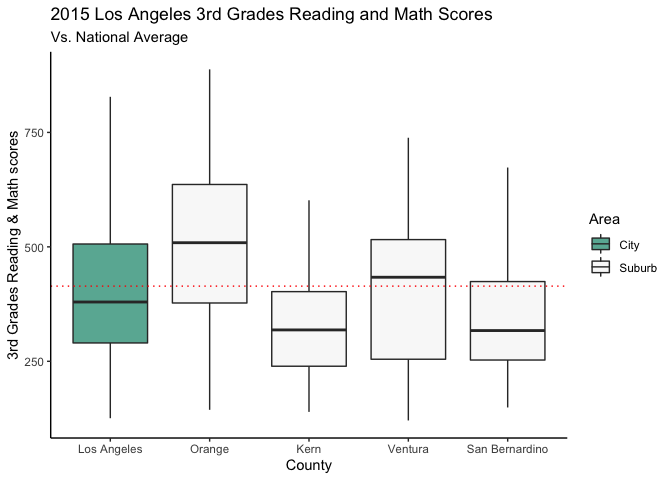 2015 Los Angeles 3rd Grades Reading and Math Scores
Vs. National Average
3rd Grades Reading & Math scores
750
500
250
Los Angeles Orange Kern Ventura San Bernardino
County
Area
City
Suburb